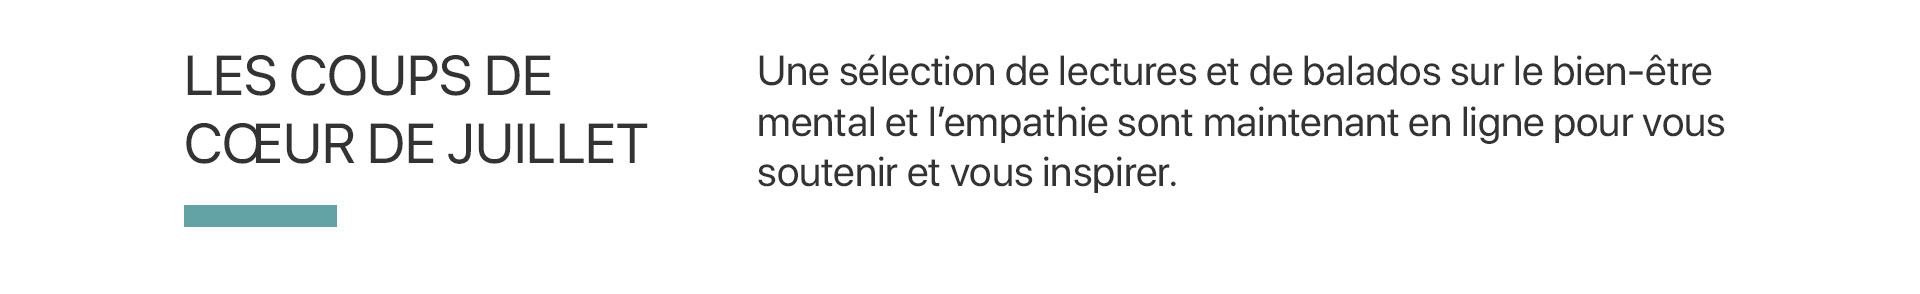 LES COUPS DE
CŒUR DE JUILLET
Une sélection de lectures et de balados sur le bien-être
mental et l’empathie sont maintenant en ligne pour vous
soutenir et vous inspirer.